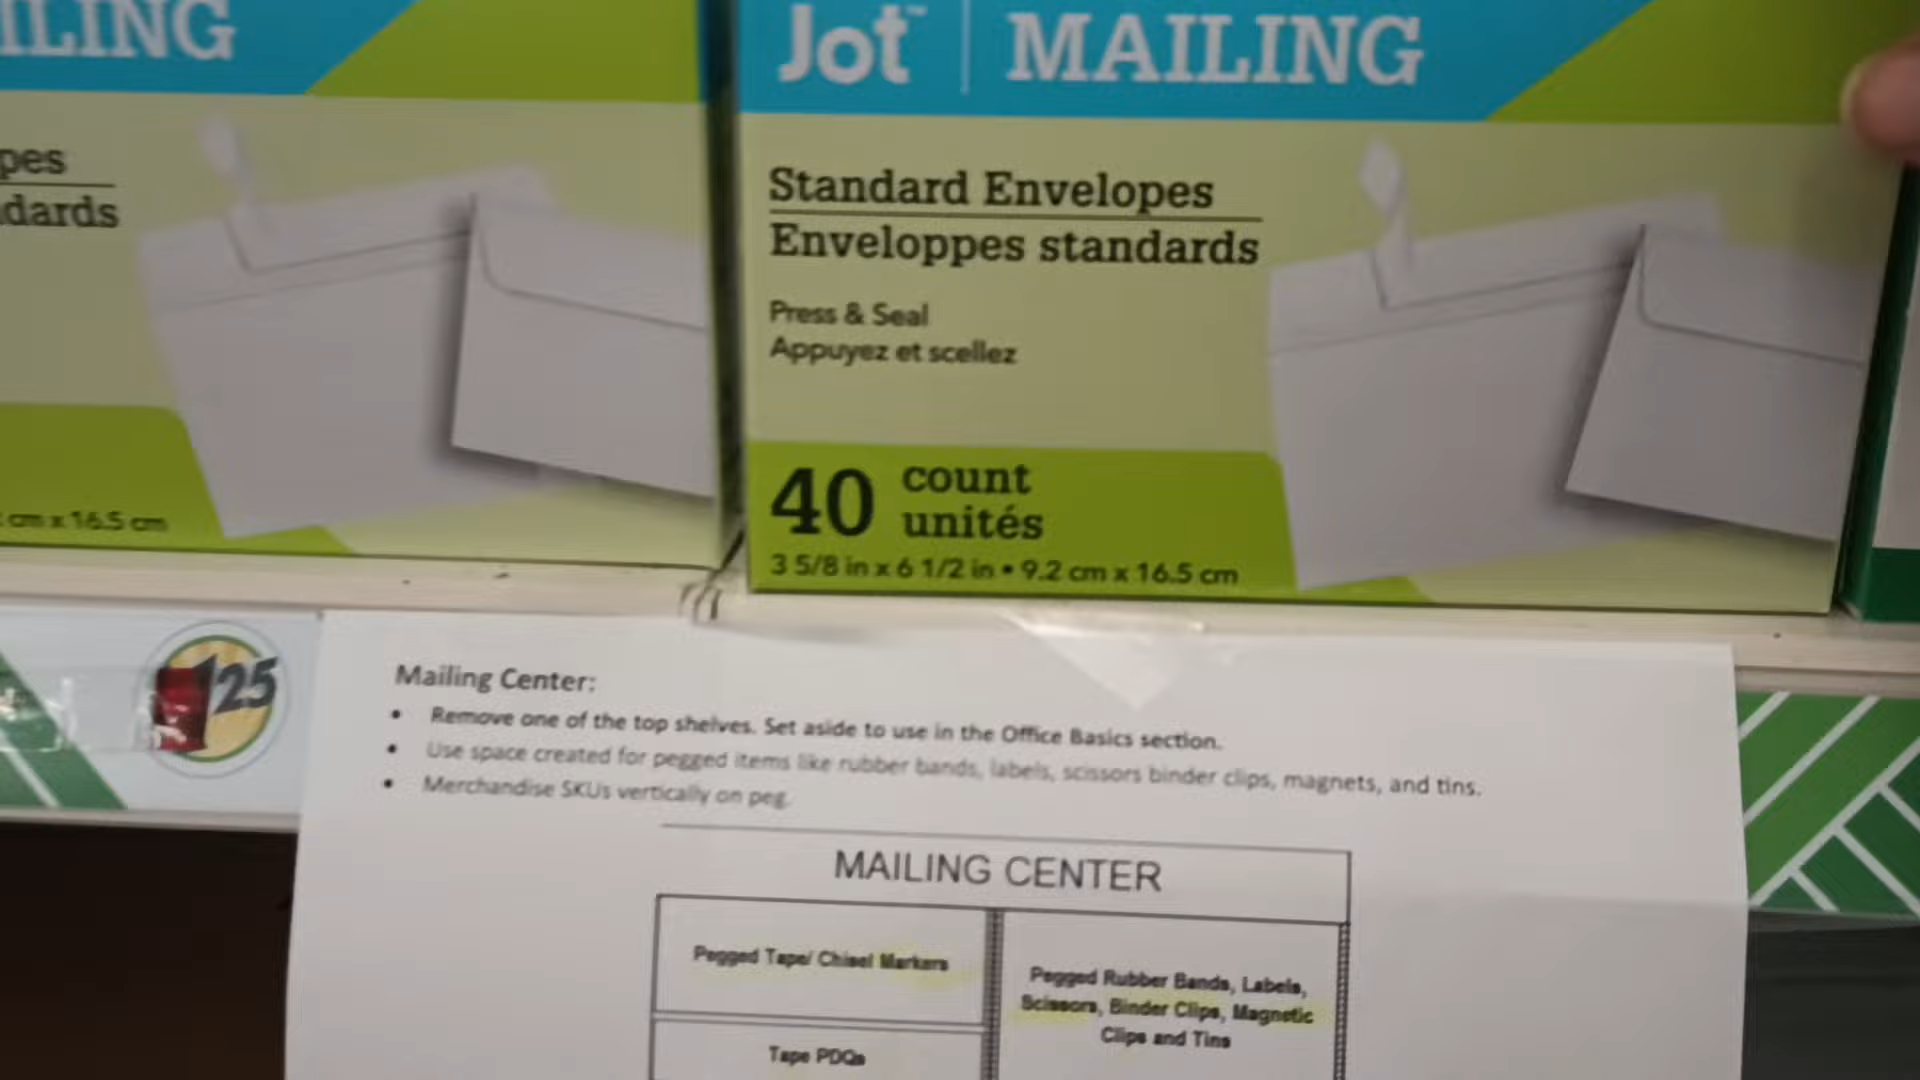 ILING
pes
dards
cm x 16.5 cm
Jot™ | MAILING
Standard Envelopes
Enveloppes standards
Press & Seal
Appuyez et scellez
40 count
unités
3 5/8 in x 6 1/2 in • 9.2 cm x 16.5 cm
125
Mailing Center:
• Remove one of the top shelves. Set aside to use in the Office Basics section.
• Use space created for pegged items like rubber bands, labels, scissors binder clips, magnets, and tins.
• Merchandise SKUs vertically on peg.
MAILING CENTER
Pegged Tape/ Chisel Markers
Pegged Rubber Bands, Labels,
Scissors, Binder Clips, Magnetic
Clips and Tins
Tape PDQs